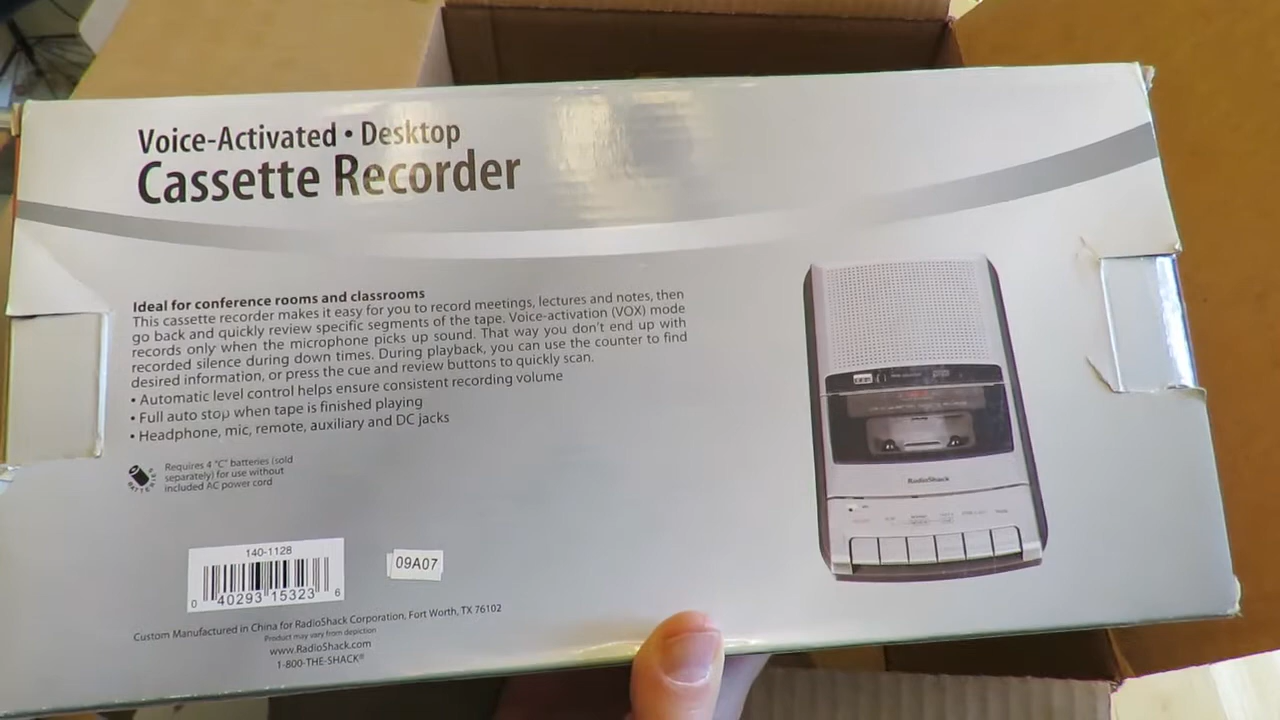 Voice-Activated • Desktop
Cassette Recorder
Ideal for conference rooms and classrooms
This cassette recorder makes it easy for you to record meetings, lectures and notes, then
go back and quickly review specific segments of the tape. Voice-activation (VOX) mode
records only when the microphone picks up sound. That way you don't end up with
recorded silence during down times. During playback, you can use the counter to find
desired information, or press the cue and review buttons to quickly scan.
• Automatic level control helps ensure consistent recording volume
• Full auto stop when tape is finished playing
• Headphone, mic, remote, auxiliary and DC jacks
Requires 4 "C" batteries (sold
separately) for use without
included AC power cord
RadioShack
140-1128
0 40293 15323 6
09A07
Custom Manufactured in China for RadioShack Corporation, Fort Worth, TX 76102
Product may vary from depiction
www.RadioShack.com
1-800-THE-SHACK®